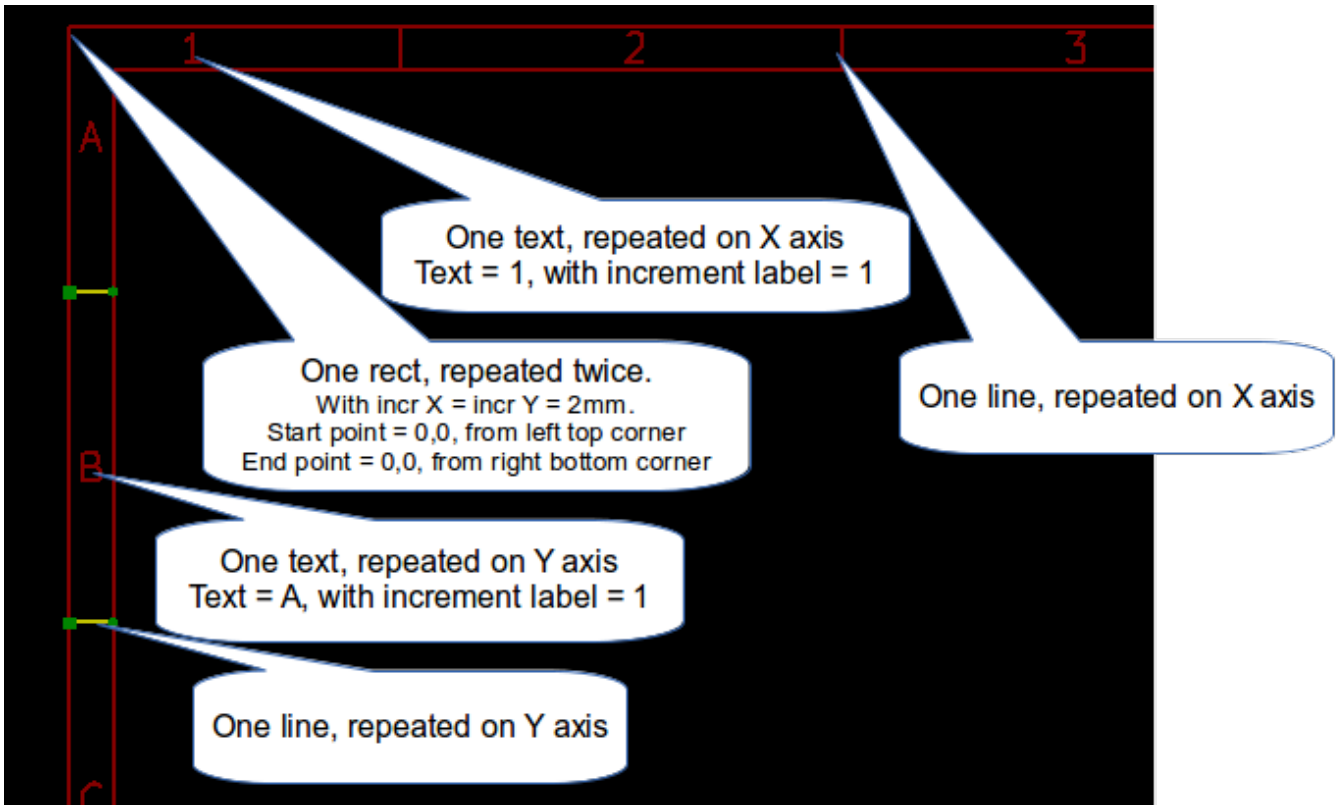 1 2 3
A
One text, repeated on X axis
Text = 1, with increment label = 1
One rect, repeated twice.
With incr X = incr Y = 2mm.
Start point = 0,0, from left top corner
End point = 0,0, from right bottom corner
One line, repeated on X axis
B
One text, repeated on Y axis
Text = A, with increment label = 1
One line, repeated on Y axis
C